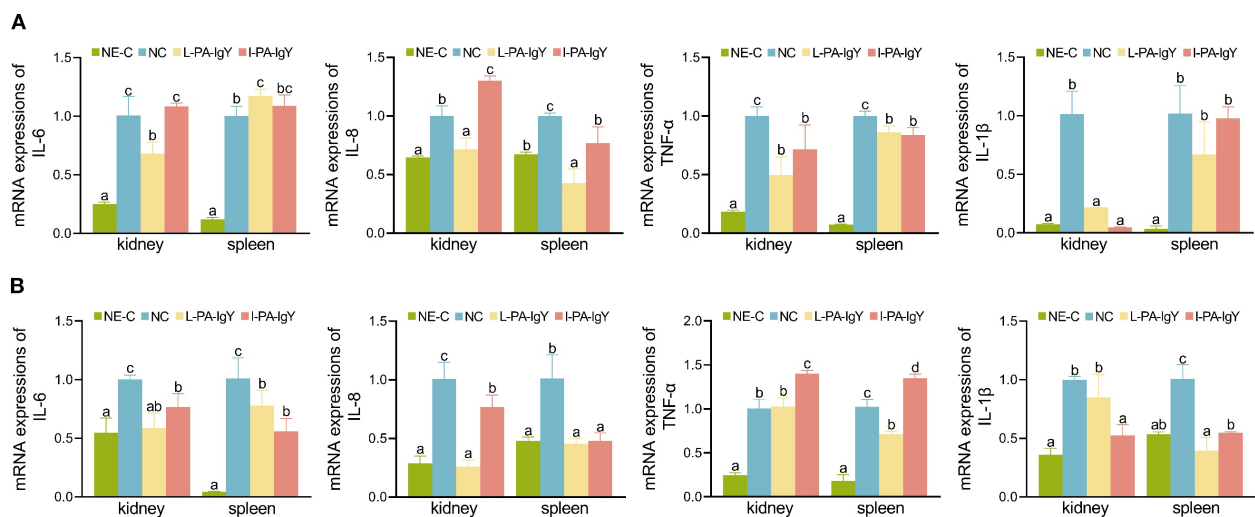 A
NE-C NC L-PA-IgY I-PA-IgY
mRNA expressions of
IL-6
1.5
1.0
0.5
0.0
a c b c a b c bc
kidney spleen
NE-C NC L-PA-IgY I-PA-IgY
mRNA expressions of
IL-8
1.5
1.0
0.5
0.0
a b a c b c a b
kidney spleen
NE-C NC L-PA-IgY I-PA-IgY
mRNA expressions of
TNF-α
1.5
1.0
0.5
0.0
a c b b a c b b
kidney spleen
NE-C NC L-PA-IgY I-PA-IgY
mRNA expressions of
IL-1β
1.5
1.0
0.5
0.0
a b a a a b b b
kidney spleen
B
NE-C NC L-PA-IgY I-PA-IgY
mRNA expressions of
IL-6
1.5
1.0
0.5
0.0
a c ab b a c b b
kidney spleen
NE-C NC L-PA-IgY I-PA-IgY
mRNA expressions of
IL-8
1.5
1.0
0.5
0.0
a c a b a b a a
kidney spleen
NE-C NC L-PA-IgY I-PA-IgY
mRNA expressions of
TNF-α
2.0
1.5
1.0
0.5
0.0
a b b c a c b d
kidney spleen
NE-C NC L-PA-IgY I-PA-IgY
mRNA expressions of
IL-1β
1.5
1.0
0.5
0.0
a b b a ab c a b
kidney spleen